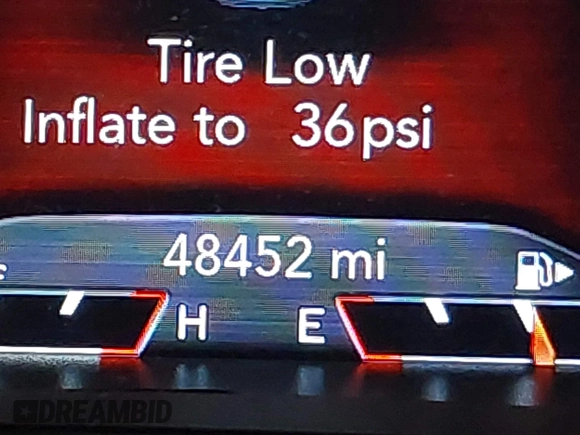 Tire Low
Inflate to 36psi
48452 mi
H E
DREAMBID